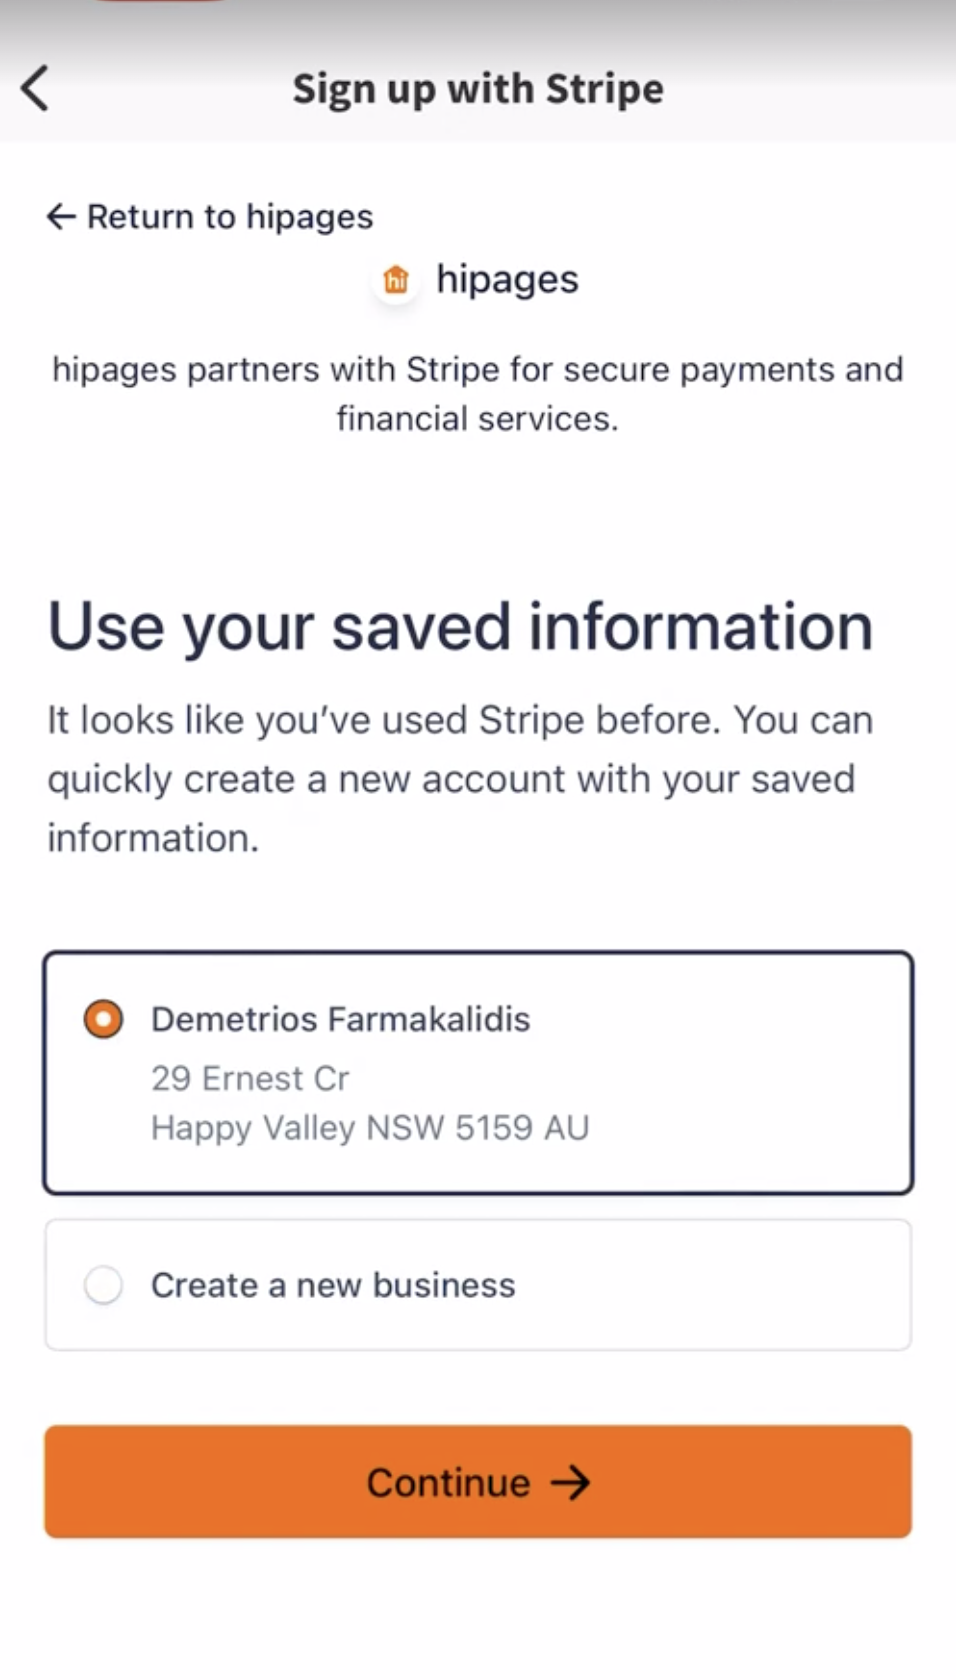 Sign up with Stripe
← Return to hipages
hi hipages
hipages partners with Stripe for secure payments and
financial services.
Use your saved information
It looks like you’ve used Stripe before. You can
quickly create a new account with your saved
information.
Demetrios Farmakalidis
29 Ernest Cr
Happy Valley NSW 5159 AU
Create a new business
Continue →